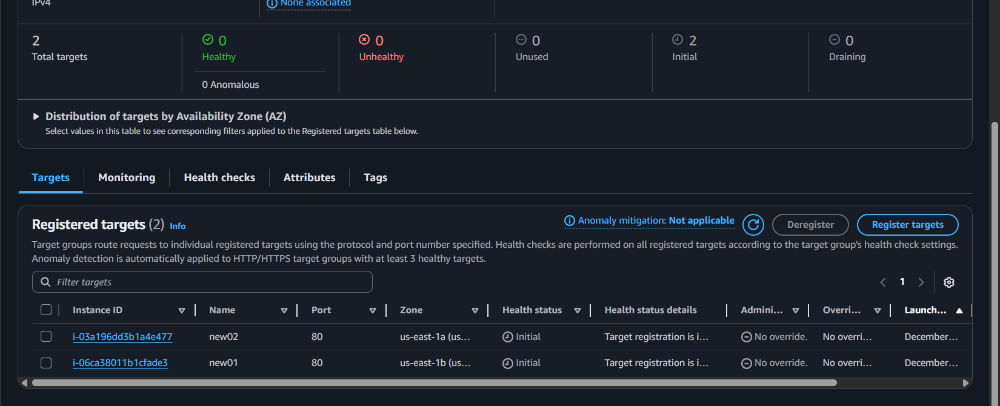 IPv4
None associated
2
Total targets
0
Healthy
0 Anomalous
0
Unhealthy
0
Unused
2
Initial
0
Draining
Distribution of targets by Availability Zone (AZ)
Select values in this table to see corresponding filters applied to the Registered targets table below.
Targets Monitoring Health checks Attributes Tags
Registered targets (2) Info Anomaly mitigation: Not applicable Deregister Register targets
Target groups route requests to individual registered targets using the protocol and port number specified. Health checks are performed on all registered targets according to the target group's health check settings.
Anomaly detection is automatically applied to HTTP/HTTPS target groups with at least 3 healthy targets.
Filter targets 1
Instance ID Name Port Zone Health status Health status details Admini... Overri... Launch...
i-03a196dd3b1a4e477 new02 80 us-east-1a (us... Initial Target registration is i... No override. No overri... December...
i-06ca38011b1cfade3 new01 80 us-east-1b (us... Initial Target registration is i... No override. No overri... December...